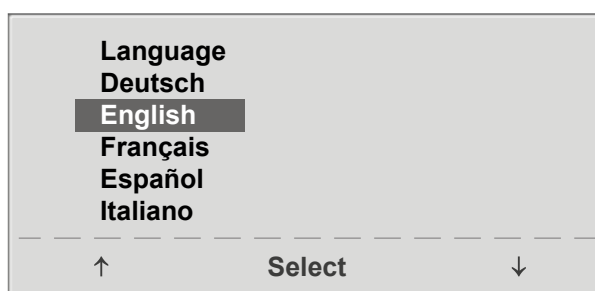 Language
Deutsch
English
Français
Español
Italiano
↑ Select ↓